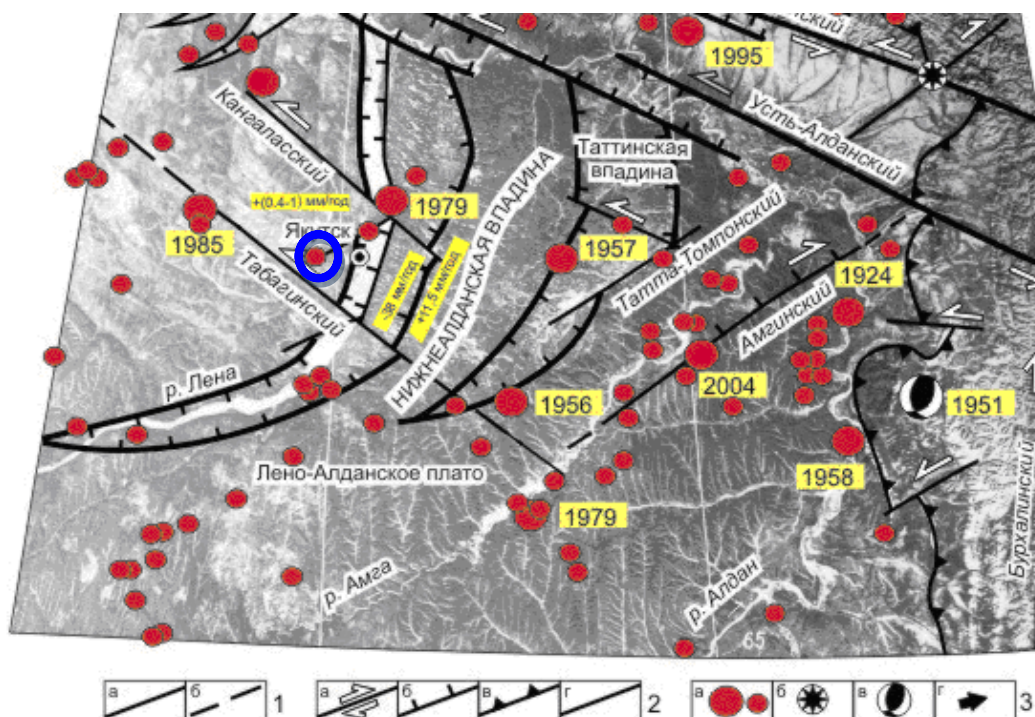 1995
Усть-Алданский
Кангаласский
Таттинская
впадина
+(0.4-1) мм/год
1979
1985
Якутск
1957
Татта-Томпонский
1924
Табагинский
-38 мм/год
+11.5 мм/год
НИЖНЕАЛДАНСКАЯ ВПАДИНА
Амгинский
р. Лена
2004
1956
1951
Лено-Алданское плато
1958
1979
Бурхалинский
р. Амга
р. Алдан
65
а б 1
а б в г 2
а б в г 3